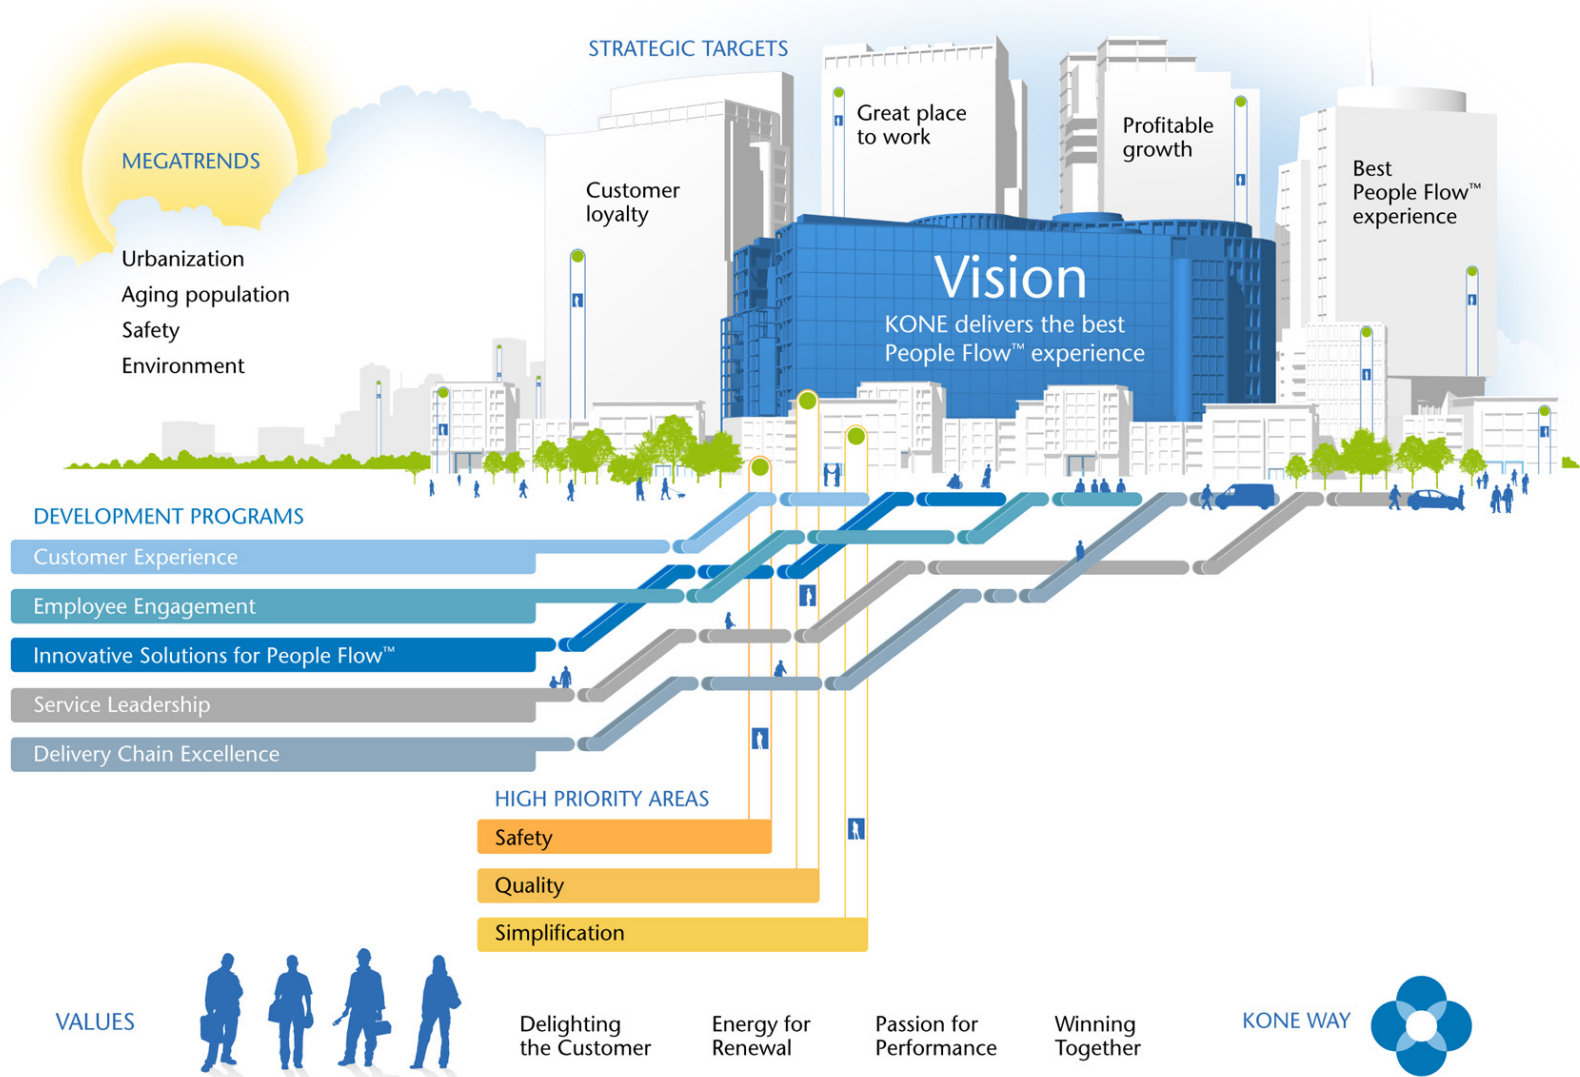 STRATEGIC TARGETS
MEGATRENDS
Urbanization
Aging population
Safety
Environment
Customer
loyalty
Great place
to work
Profitable
growth
Best
People Flow™
experience
Vision
KONE delivers the best
People Flow™ experience
DEVELOPMENT PROGRAMS
Customer Experience
Employee Engagement
Innovative Solutions for People Flow™
Service Leadership
Delivery Chain Excellence
HIGH PRIORITY AREAS
Safety
Quality
Simplification
VALUES
Delighting
the Customer
Energy for
Renewal
Passion for
Performance
Winning
Together
KONE WAY